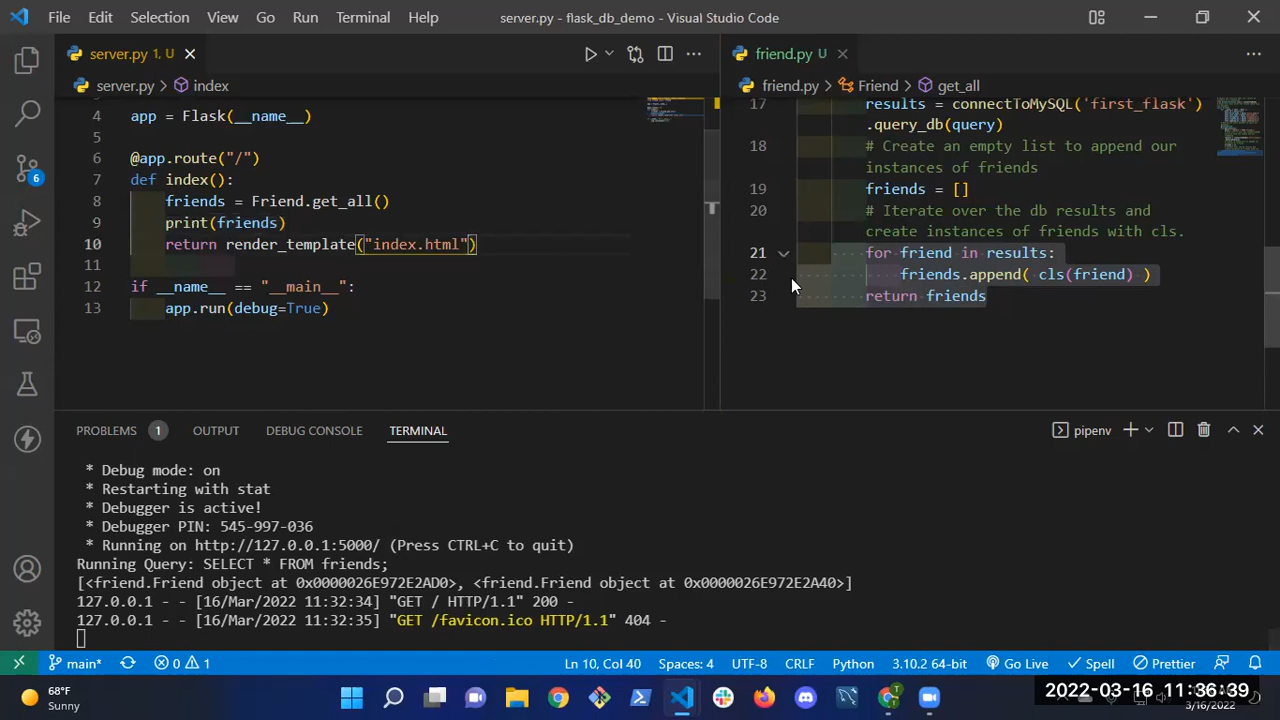 File Edit Selection View Go Run Terminal Help server.py - flask_db_demo - Visual Studio Code
server.py 1, U
friend.py U
server.py > index
friend.py > Friend > get_all
4 app = Flask(__name__)
5
6 @app.route("/")
7 def index():
8 friends = Friend.get_all()
9 print(friends)
10 return render_template("index.html")
11
12 if __name__ == "__main__":
13 app.run(debug=True)
17 results = connectToMySQL('first_flask')
.query_db(query)
18 # Create an empty list to append our
instances of friends
19 friends = []
20 # Iterate over the db results and
create instances of friends with cls.
21 for friend in results:
22 friends.append( cls(friend) )
23 return friends
6
PROBLEMS 1 OUTPUT DEBUG CONSOLE TERMINAL
pipenv
* Debug mode: on
* Restarting with stat
* Debugger is active!
* Debugger PIN: 545-997-036
* Running on http://127.0.0.1:5000/ (Press CTRL+C to quit)
Running Query: SELECT * FROM friends;
[<friend.Friend object at 0x0000026E972E2AD0>, <friend.Friend object at 0x0000026E972E2A40>]
127.0.0.1 - - [16/Mar/2022 11:32:34] "GET / HTTP/1.1" 200 -
127.0.0.1 - - [16/Mar/2022 11:32:35] "GET /favicon.ico HTTP/1.1" 404 -
main* 0 1 Ln 10, Col 40 Spaces: 4 UTF-8 CRLF Python 3.10.2 64-bit Go Live Spell Prettier
68°F
Sunny
2022-03-16 11:36:39
3/16/2022